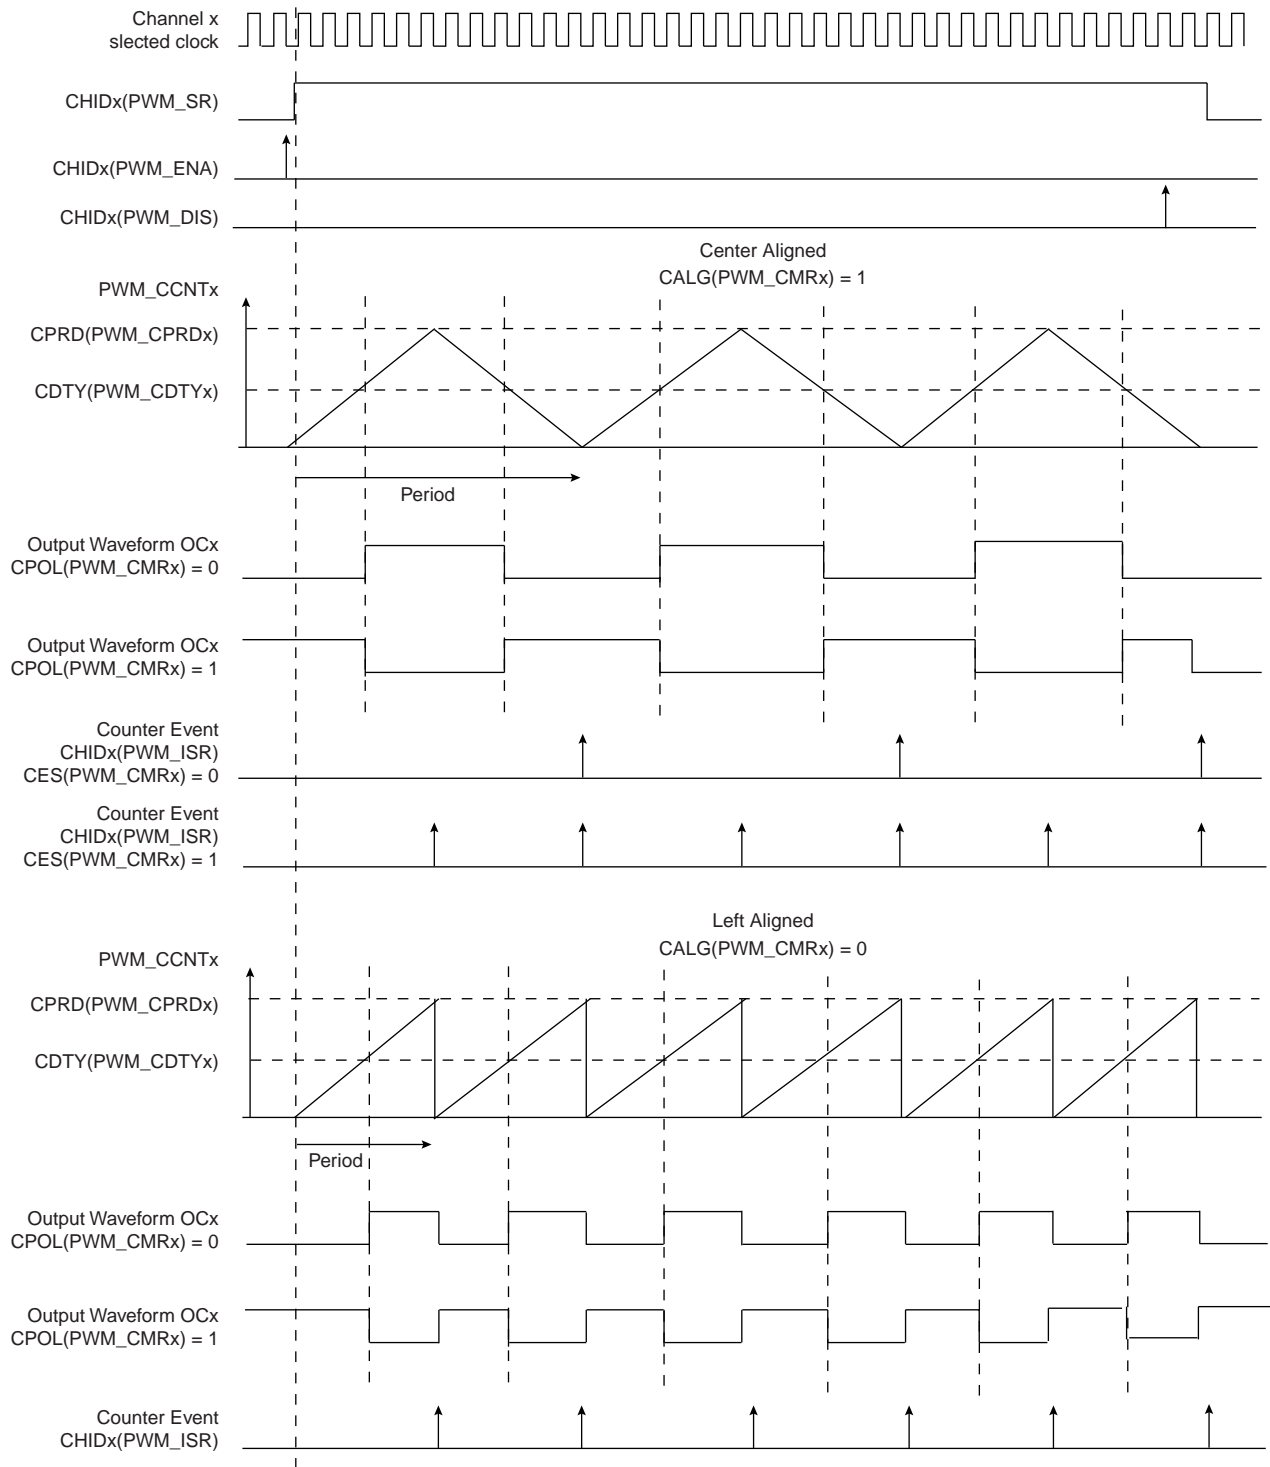 Channel x
slected clock
CHIDx(PWM_SR)
CHIDx(PWM_ENA)
CHIDx(PWM_DIS)
Center Aligned
CALG(PWM_CMRx) = 1
PWM_CCNTx
CPRD(PWM_CPRDx)
CDTY(PWM_CDTYx)
Period
Output Waveform OCx
CPOL(PWM_CMRx) = 0
Output Waveform OCx
CPOL(PWM_CMRx) = 1
Counter Event
CHIDx(PWM_ISR)
CES(PWM_CMRx) = 0
Counter Event
CHIDx(PWM_ISR)
CES(PWM_CMRx) = 1
Left Aligned
CALG(PWM_CMRx) = 0
PWM_CCNTx
CPRD(PWM_CPRDx)
CDTY(PWM_CDTYx)
Period
Output Waveform OCx
CPOL(PWM_CMRx) = 0
Output Waveform OCx
CPOL(PWM_CMRx) = 1
Counter Event
CHIDx(PWM_ISR)